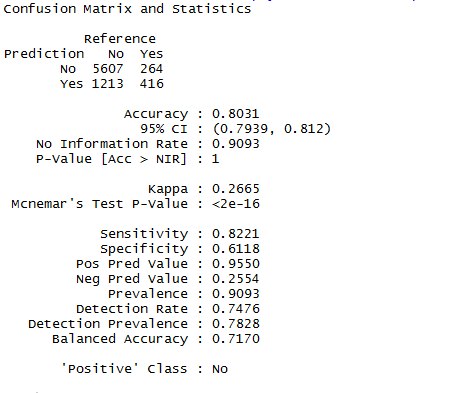 Confusion Matrix and Statistics
Reference
Prediction No Yes
No 5607 264
Yes 1213 416
Accuracy : 0.8031
95% CI : (0.7939, 0.812)
No Information Rate : 0.9093
P-Value [Acc > NIR] : 1
Kappa : 0.2665
Mcnemar's Test P-Value : <2e-16
Sensitivity : 0.8221
Specificity : 0.6118
Pos Pred Value : 0.9550
Neg Pred Value : 0.2554
Prevalence : 0.9093
Detection Rate : 0.7476
Detection Prevalence : 0.7828
Balanced Accuracy : 0.7170
'Positive' Class : No